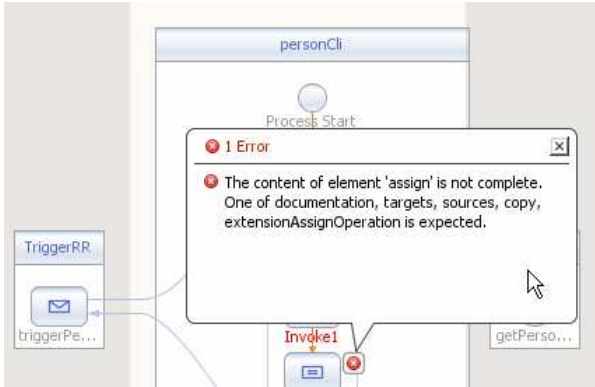 personCli
Process Start
1 Error
The content of element 'assign' is not complete.
One of documentation, targets, sources, copy,
extensionAssignOperation is expected.
TriggerRR
triggerPe...
Invoke1
getPerso...